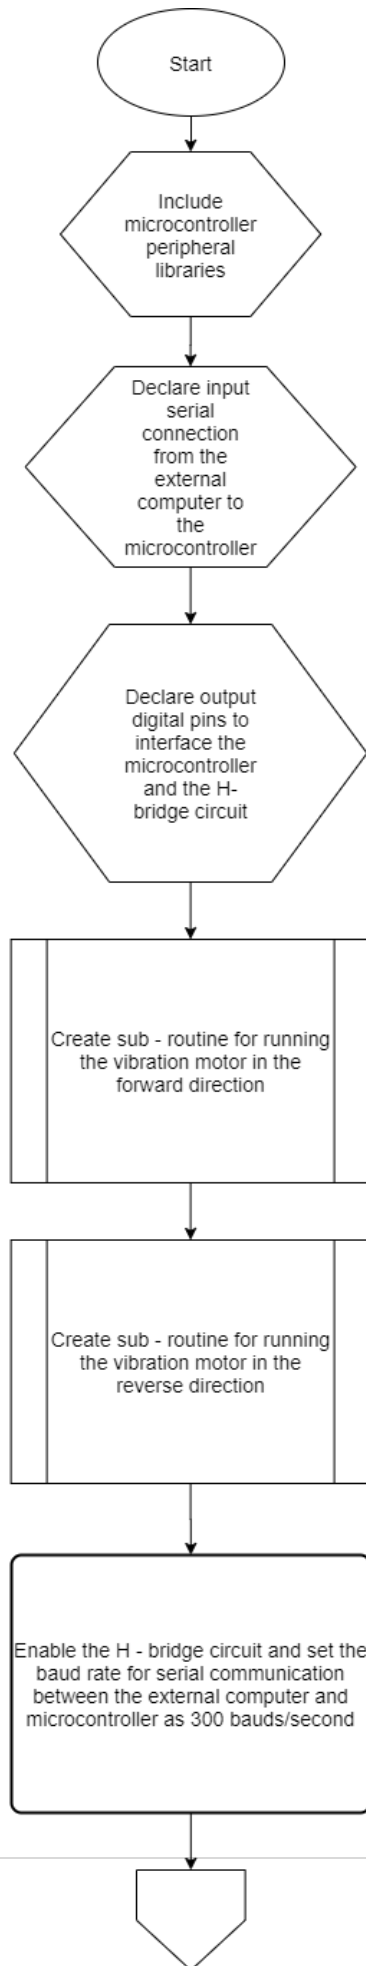 Start
Include
microcontroller
peripheral
libraries
Declare input
serial
connection
from the
external
computer to
the
microcontroller
Declare output
digital pins to
interface the
microcontroller
and the H-
bridge circuit
Create sub - routine for running
the vibration motor in the
forward direction
Create sub - routine for running
the vibration motor in the
reverse direction
Enable the H - bridge circuit and set the
baud rate for serial communication
between the external computer and
microcontroller as 300 bauds/second